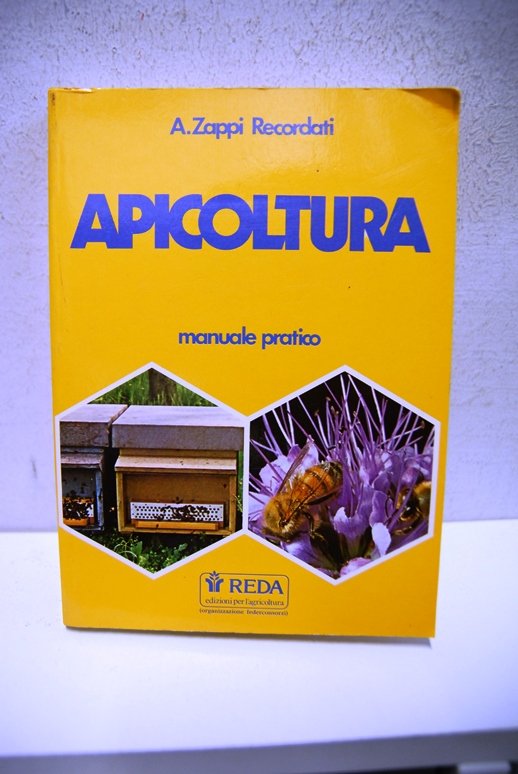 A. Zappi Recordati
APICOLTURA
manuale pratico
REDA
edizioni per l'agricoltura
(organizzazione federconsorzi)